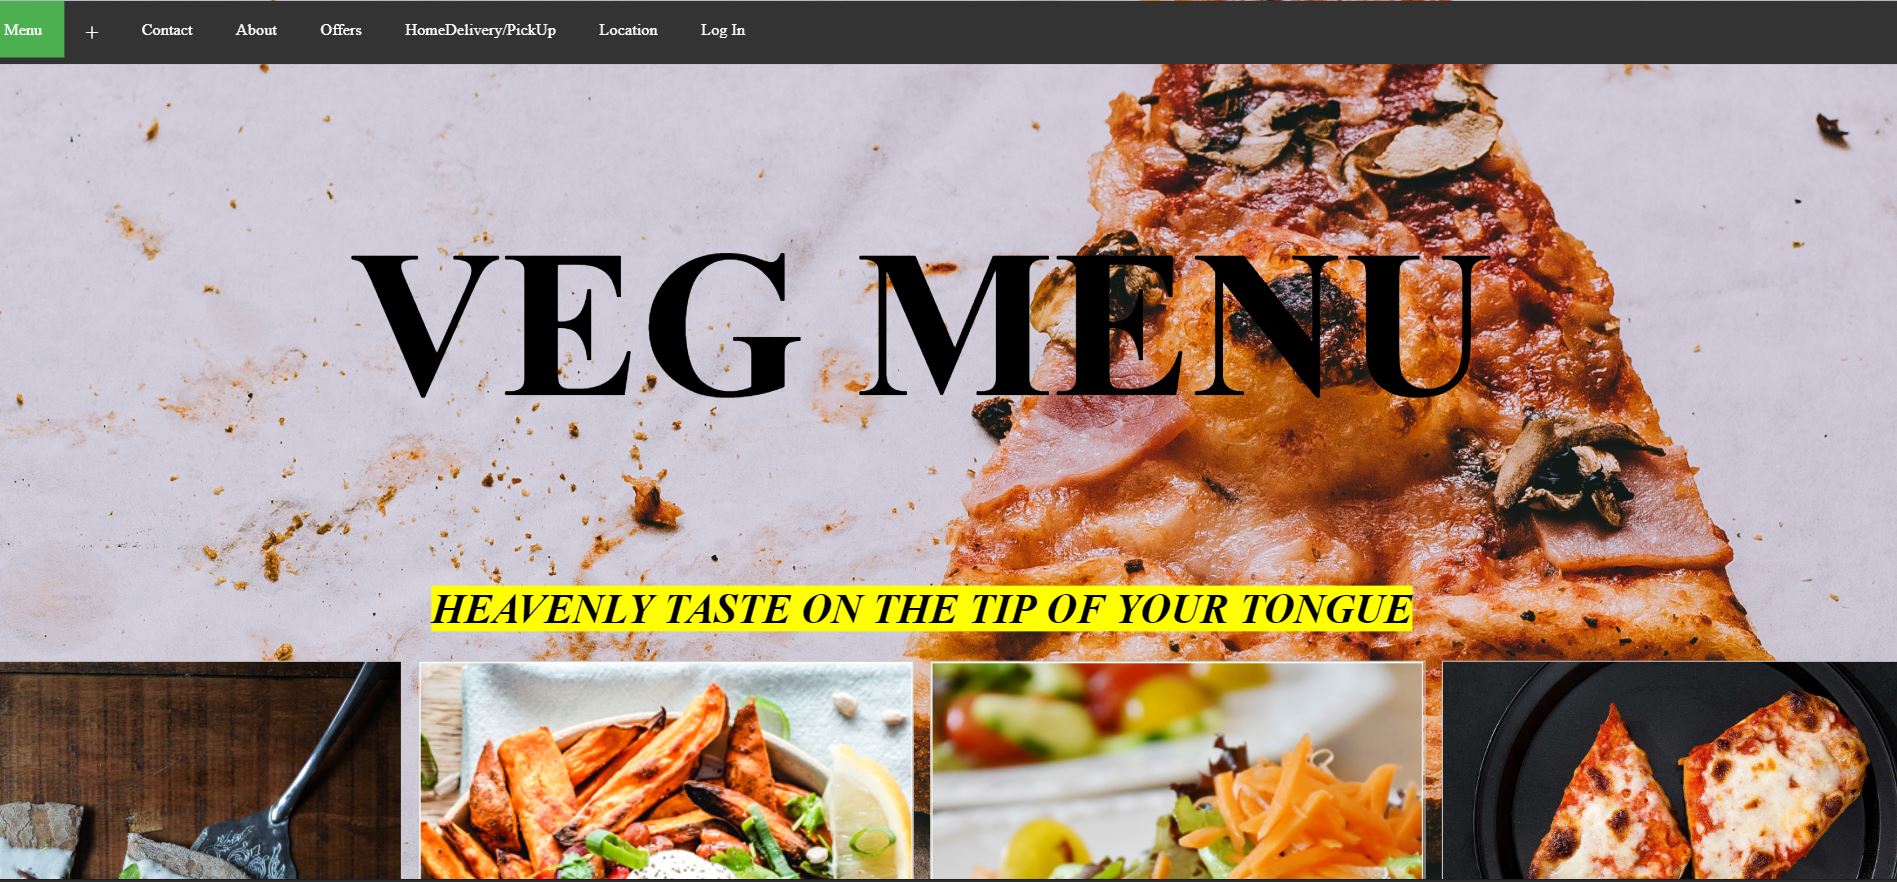 Menu + Contact About Offers HomeDelivery/PickUp Location Log In
VEG MENU
HEAVENLY TASTE ON THE TIP OF YOUR TONGUE